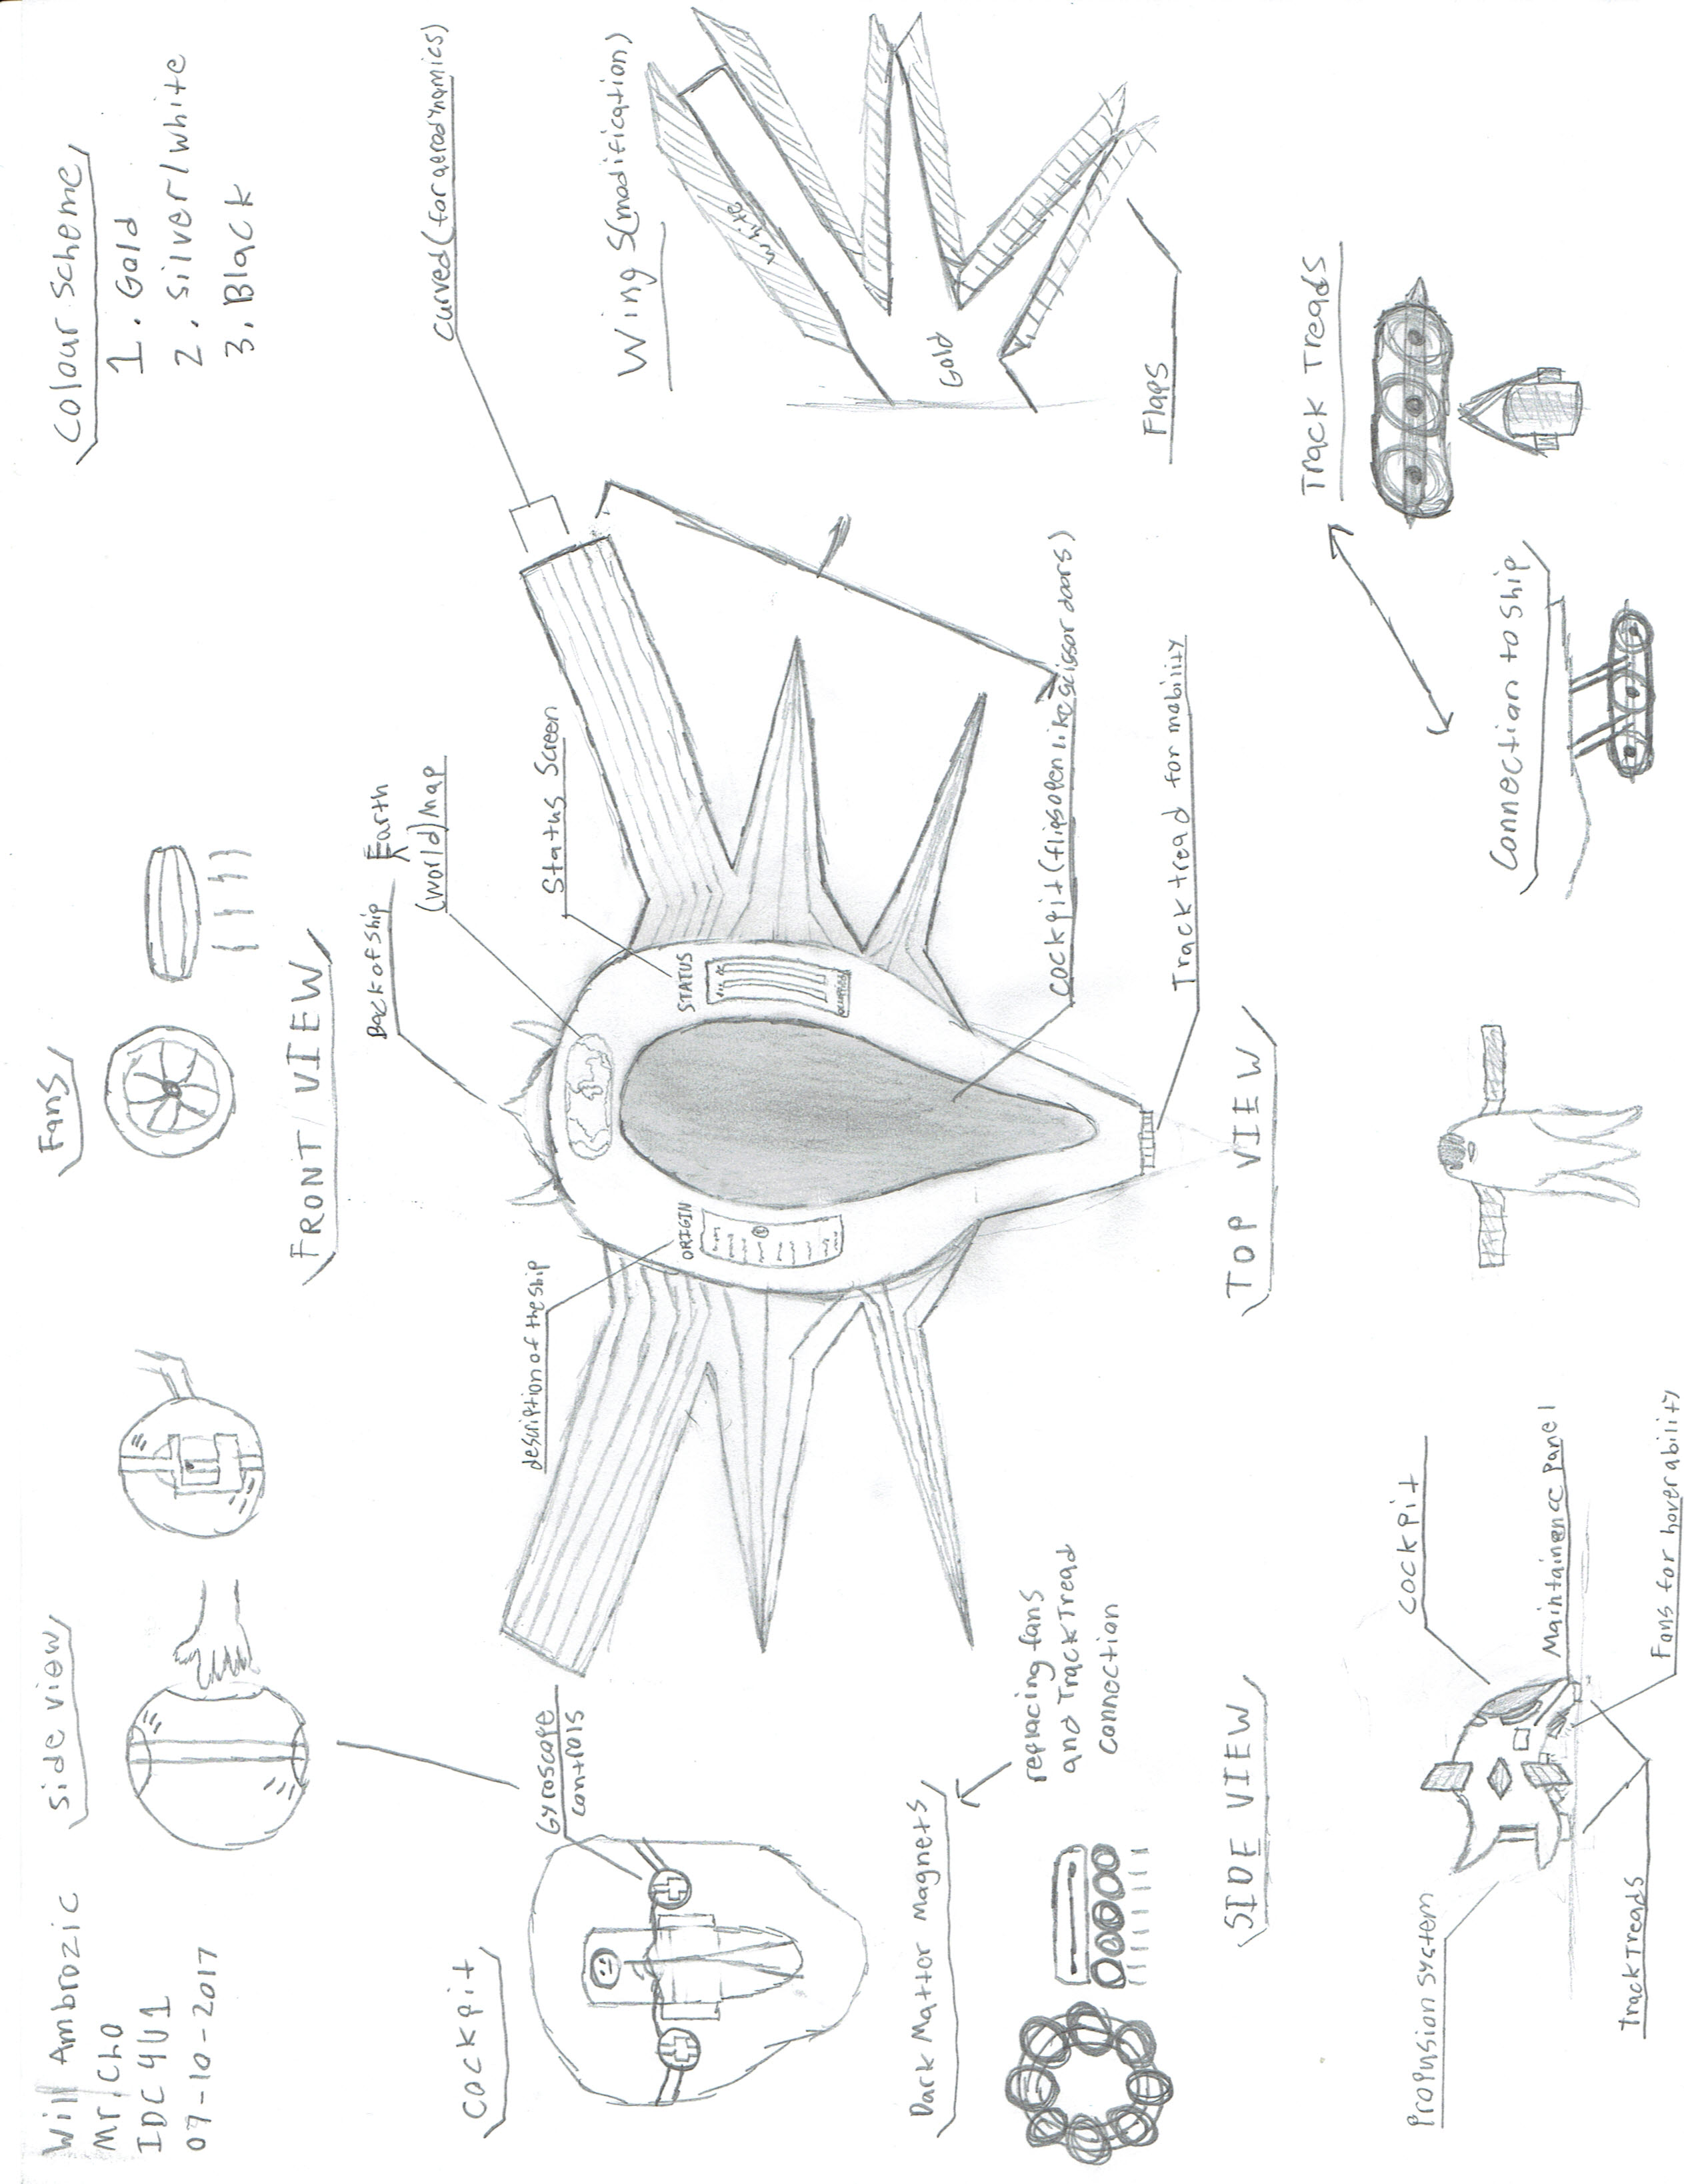 Will Ambrozic
Mr. Cho
IDC 4U1
07-10-2017
Side view
Fans
FRONT VIEW
Colour Scheme
1. Gold
2. Silver/white
3. Black
Cockpit
Gyroscope
controls
description of the ship
Back of Ship
Earth
(world) Map
Status Screen
Curved (for aerodynamics)
ORIGIN
STATUS
Wings (modification)
white
Gold
Flaps
Cockpit (flips open like scissor doors)
Track tread for mobility
Dark Matter Magnets
replacing fans
and Track Tread
connection
SIDE VIEW
TOP VIEW
Track Treads
Connection to Ship
Propulsion System
Track Treads
Cockpit
Maintainence Panel
Fans for hoverability